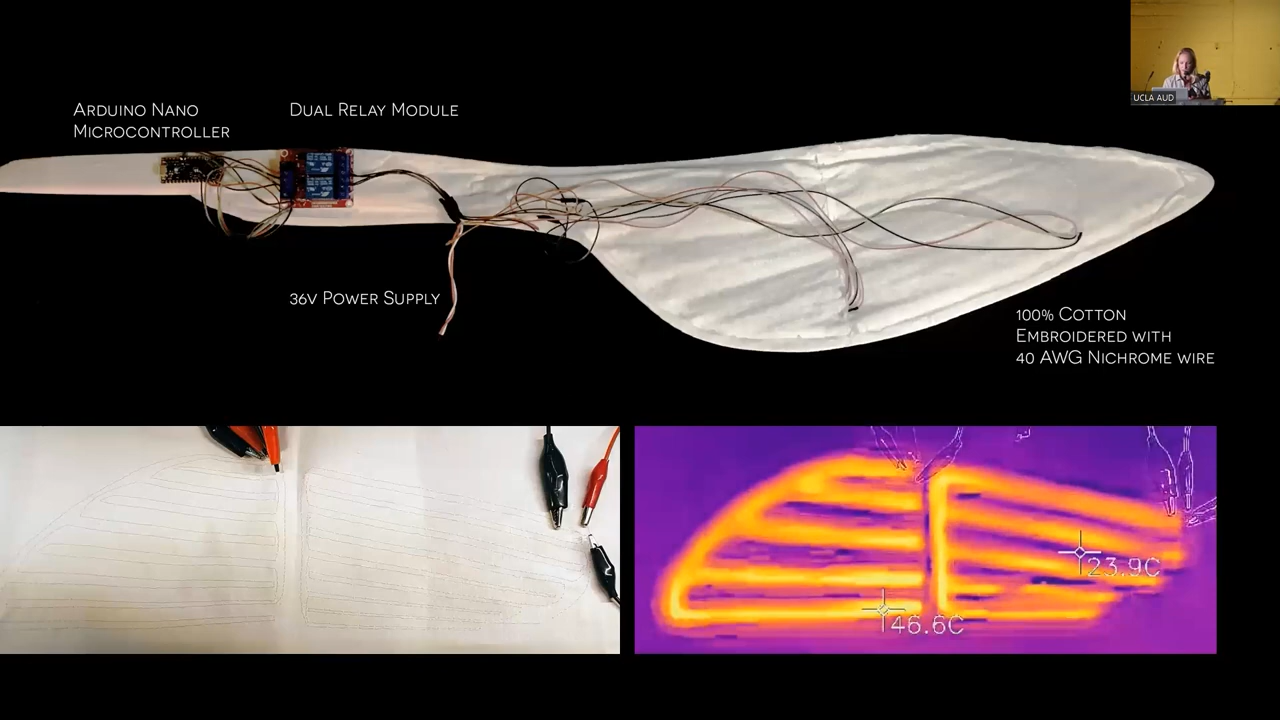 UCLA AUD
Arduino Nano
Microcontroller
Dual Relay Module
36V Power Supply
100% Cotton
Embroidered with
40 AWG Nichrome wire
23.9C
46.6C